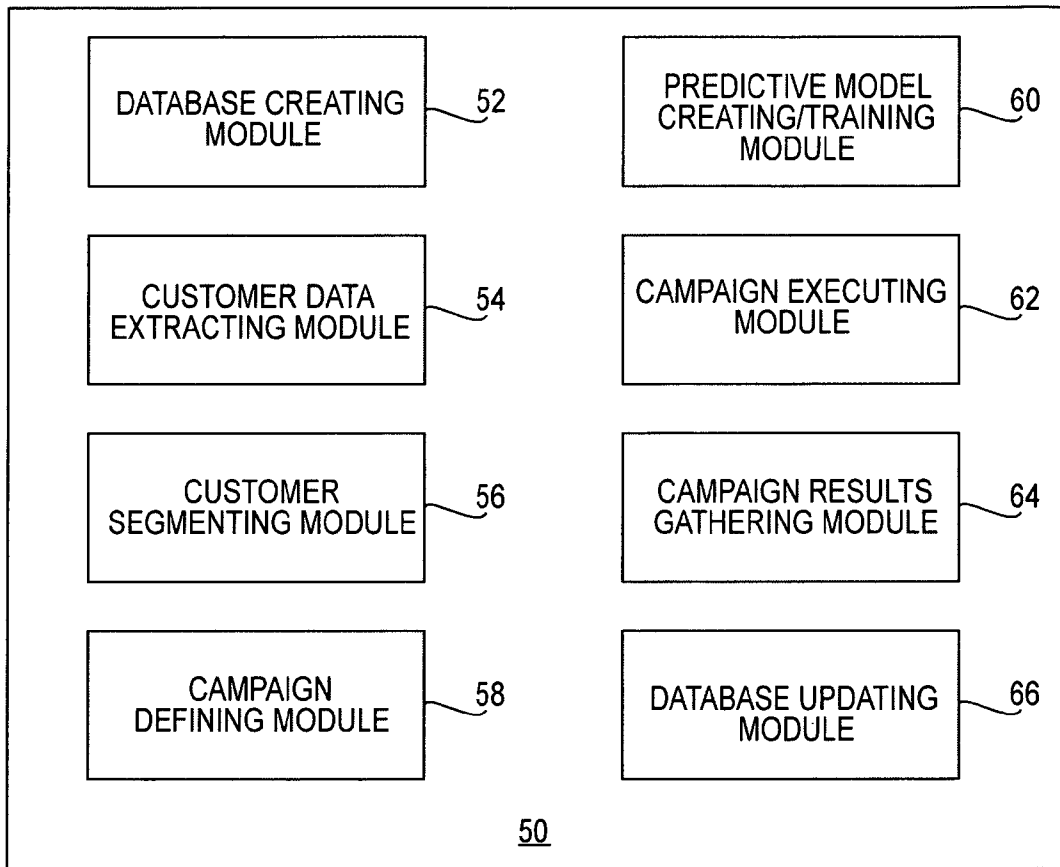 DATABASE CREATING
MODULE
52
CUSTOMER DATA
EXTRACTING MODULE
54
CUSTOMER
SEGMENTING MODULE
56
CAMPAIGN
DEFINING MODULE
58
PREDICTIVE MODEL
CREATING/TRAINING
MODULE
60
CAMPAIGN EXECUTING
MODULE
62
CAMPAIGN RESULTS
GATHERING MODULE
64
DATABASE UPDATING
MODULE
66
50